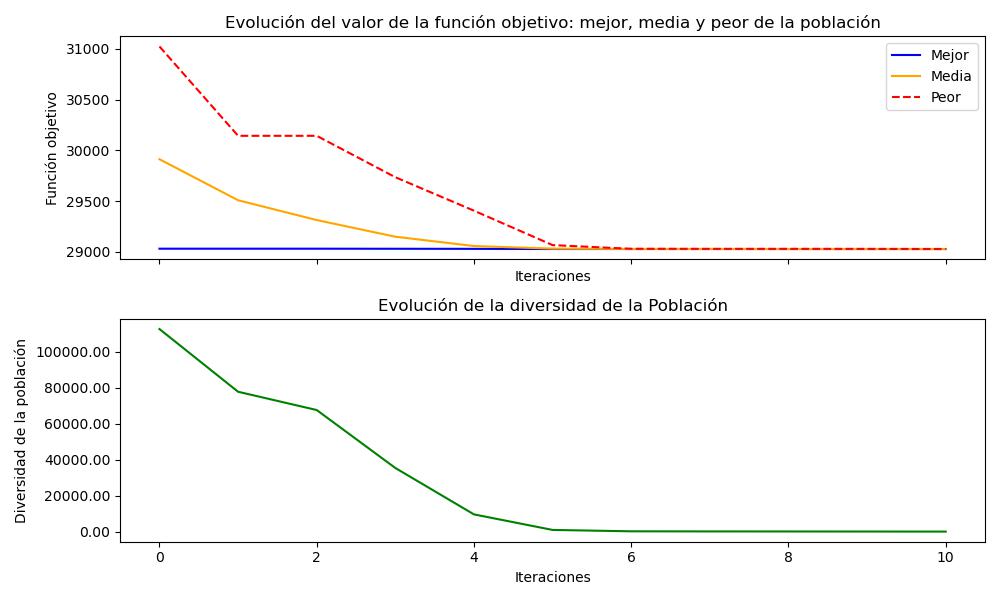 Evolución del valor de la función objetivo: mejor, media y peor de la población
31000
30500
30000
29500
29000
Función objetivo
Mejor
Media
Peor
Iteraciones
Evolución de la diversidad de la Población
100000.00
80000.00
60000.00
40000.00
20000.00
0.00
Diversidad de la población
0 2 4 6 8 10
Iteraciones